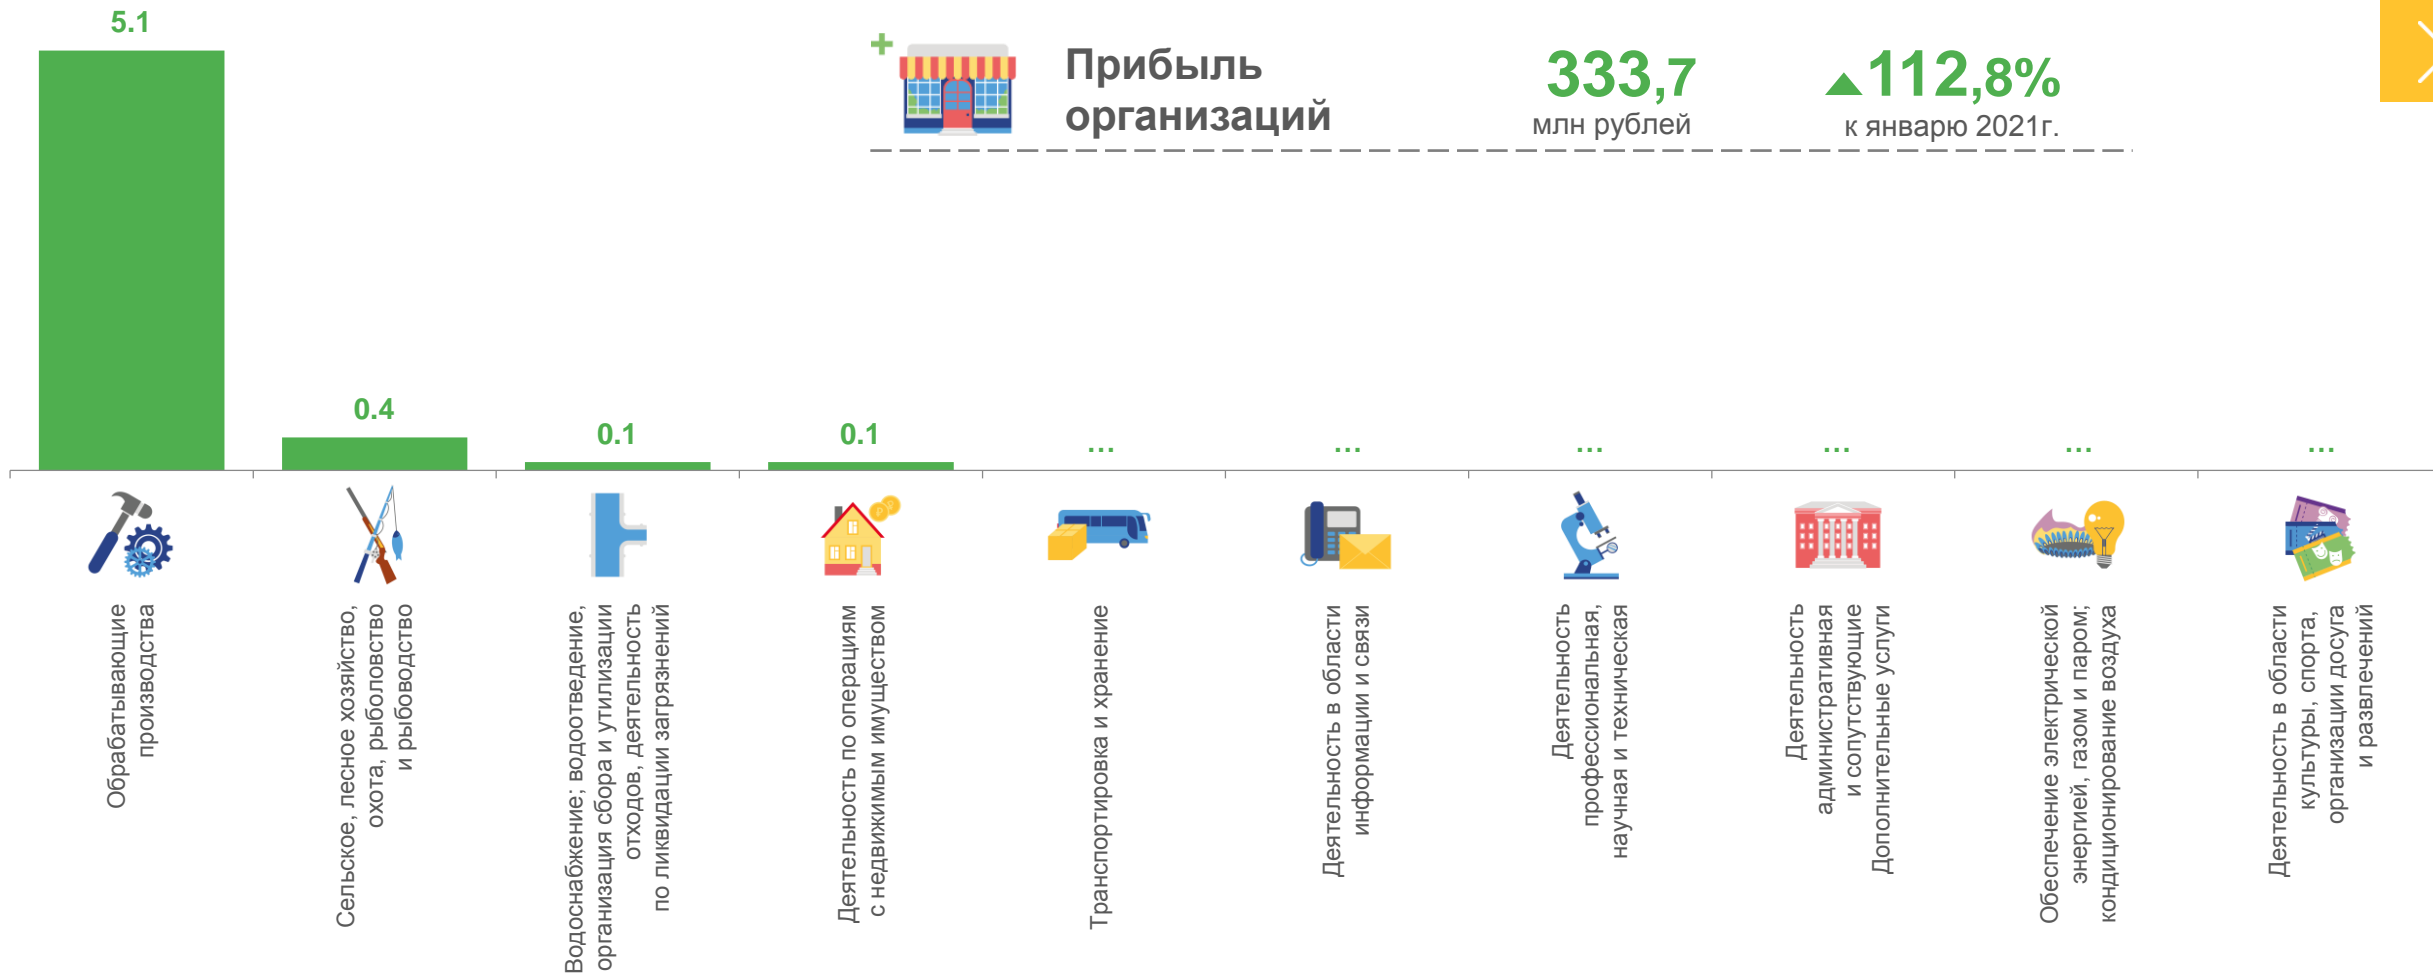 5.1
Прибыль
организаций
333,7
млн рублей
112,8%
к январю 2021г.
0.4
0.1
0.1
...
...
...
...
...
...
Обрабатывающие
производства
Сельское, лесное хозяйство,
охота, рыболовство
и рыбоводство
Водоснабжение; водоотведение,
организация сбора и утилизации
отходов, деятельность
по ликвидации загрязнений
Деятельность по операциям
с недвижимым имуществом
Транспортировка и хранение
Деятельность в области
информации и связи
Деятельность
профессиональная,
научная и техническая
Деятельность
административная
и сопутствующие
Дополнительные услуги
Обеспечение электрической
энергией, газом и паром;
кондиционирование воздуха
Деятельность в области
культуры, спорта,
организации досуга
и развлечений